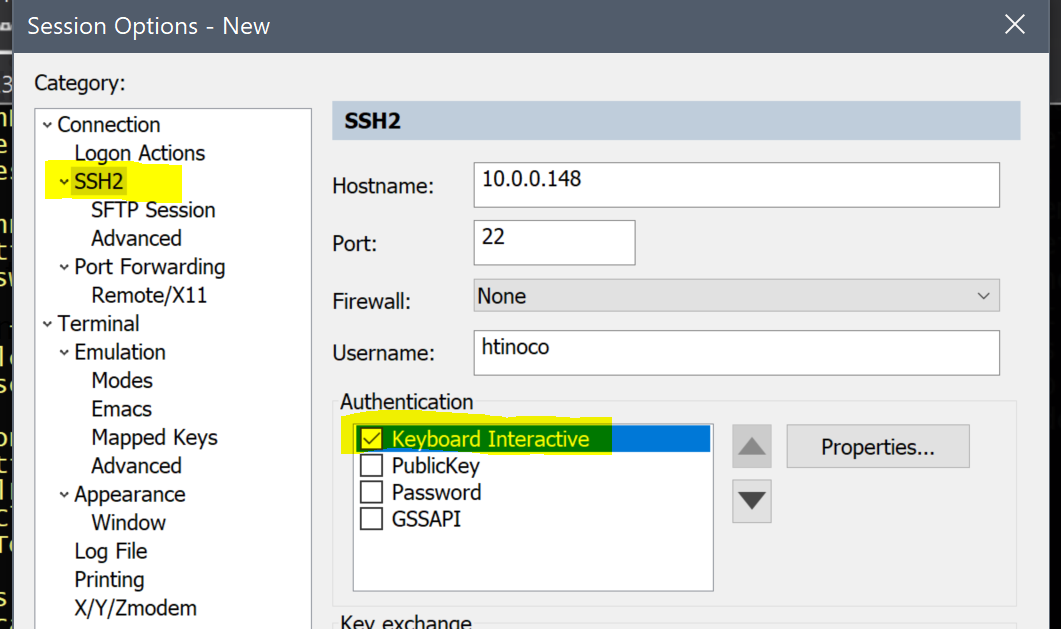 Session Options - New
Category:
Connection
Logon Actions
SSH2
SFTP Session
Advanced
Port Forwarding
Remote/X11
Terminal
Emulation
Modes
Emacs
Mapped Keys
Advanced
Appearance
Window
Log File
Printing
X/Y/Zmodem
SSH2
Hostname:
10.0.0.148
Port:
22
Firewall:
None
Username:
htinoco
Authentication
Keyboard Interactive
PublicKey
Password
GSSAPI
Properties...
Key exchange